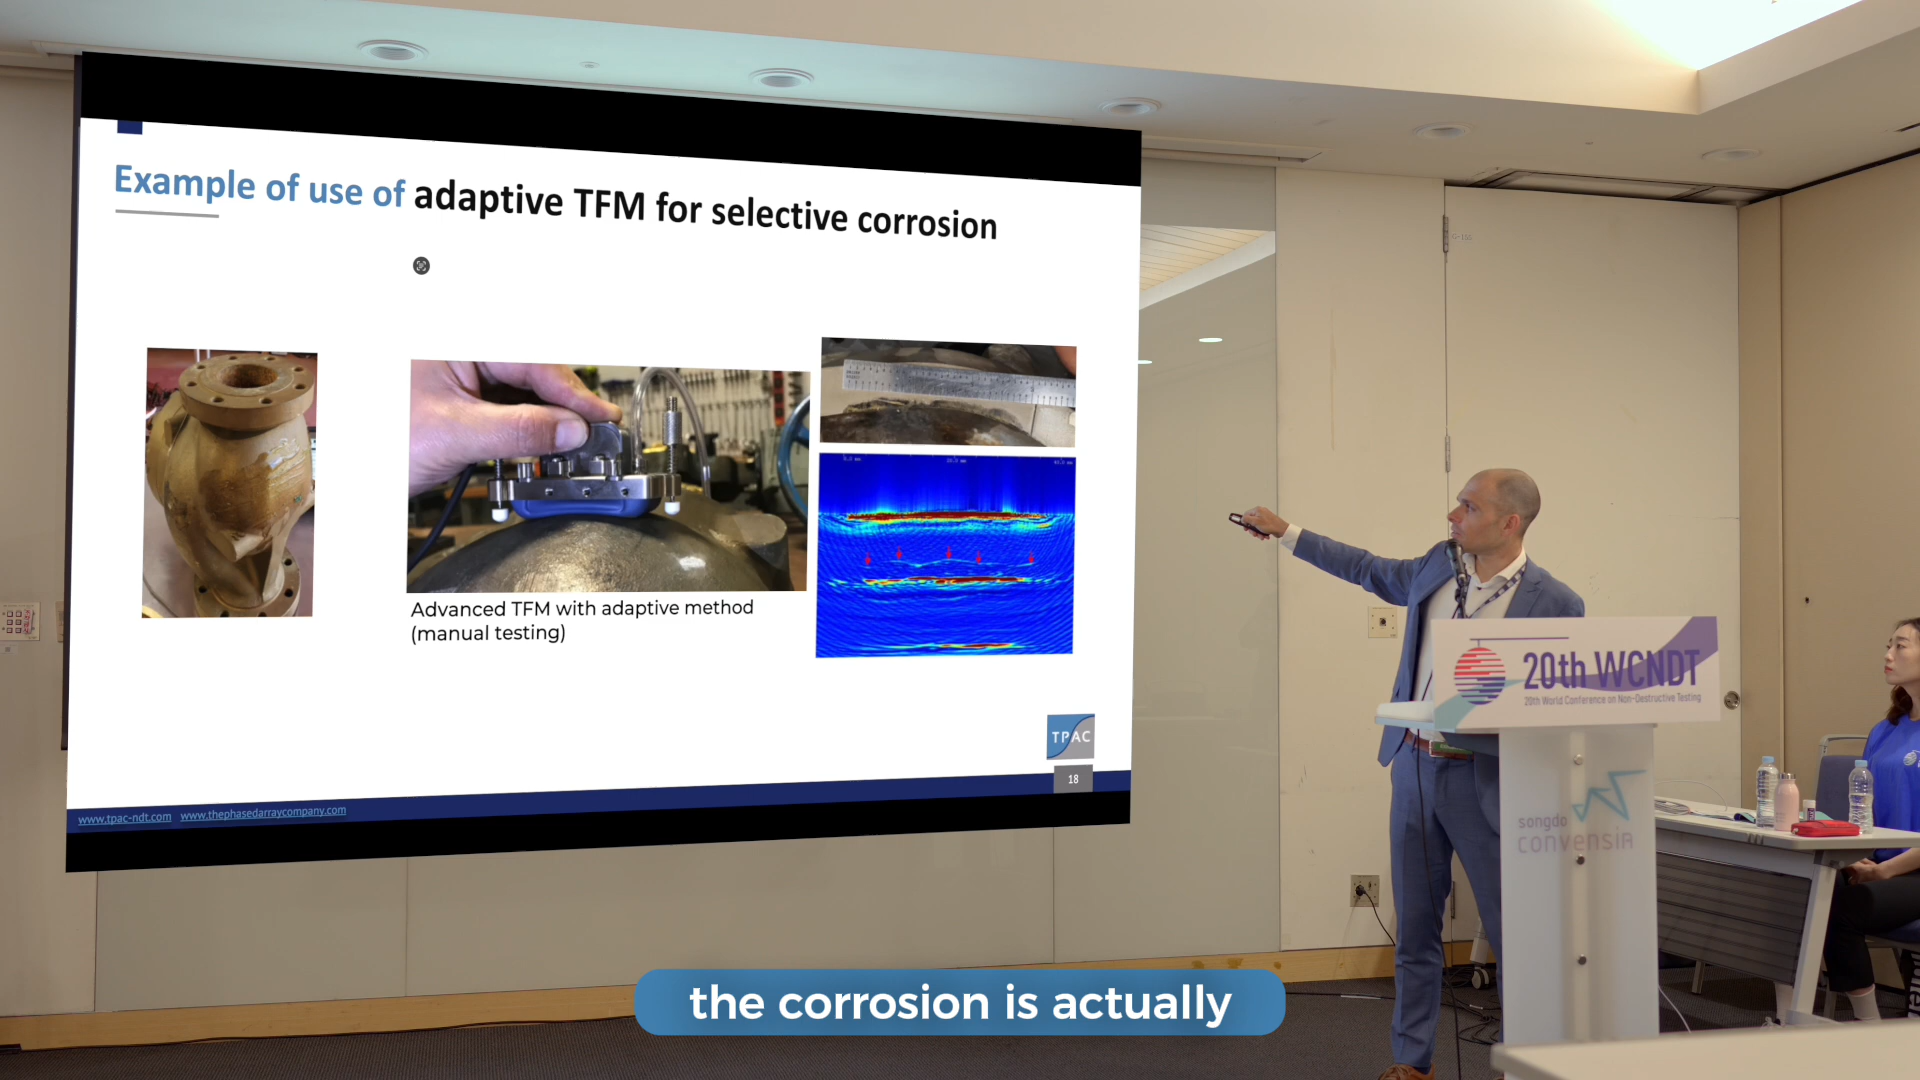 Example of use of adaptive TFM for selective corrosion
Advanced TFM with adaptive method
(manual testing)
TPAC
18
www.tpac-ndt.com www.thephasedarraycompany.com
20th WCNDT
20th World Conference on Non-Destructive Testing
songdo
convensia
the corrosion is actually